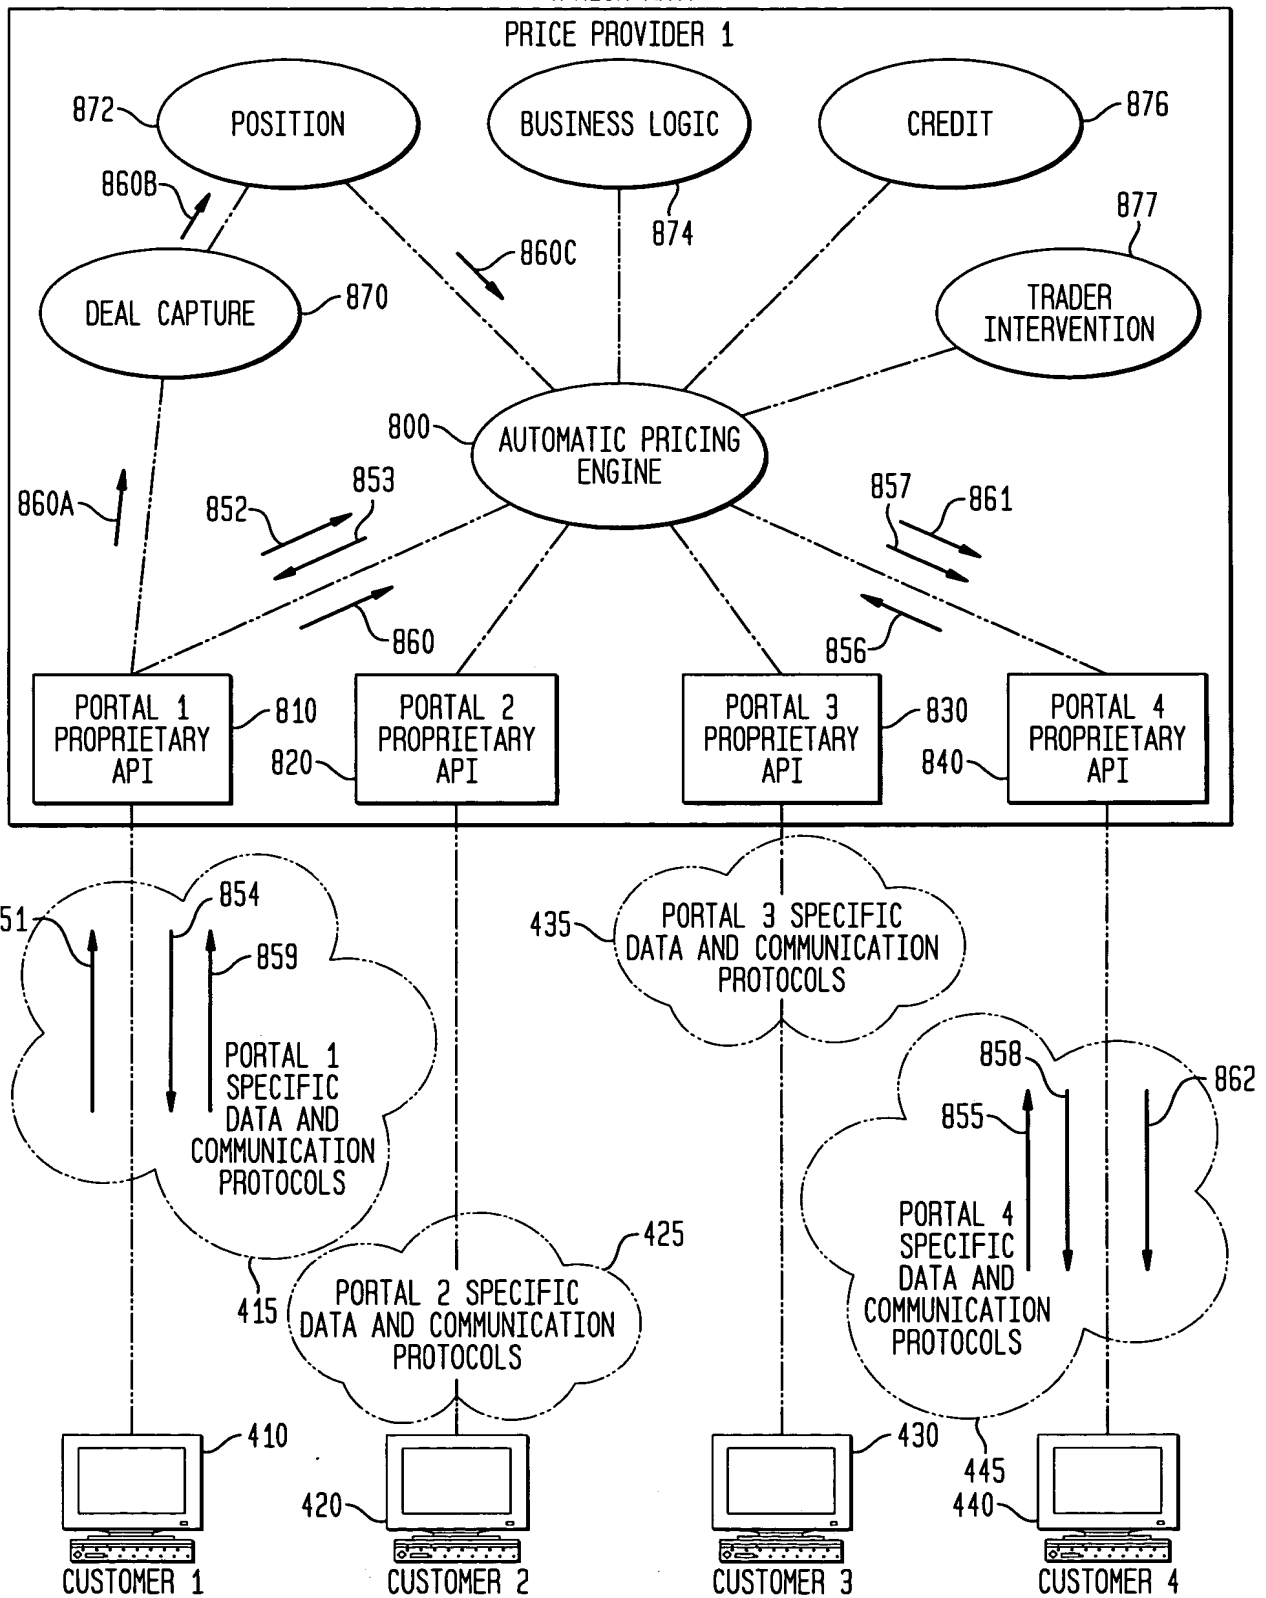 PRICE PROVIDER 1
872
POSITION
BUSINESS LOGIC
874
CREDIT
876
860B
860C
877
DEAL CAPTURE
870
TRADER
INTERVENTION
800
AUTOMATIC PRICING
ENGINE
860A
852
853
860
857
861
856
PORTAL 1
PROPRIETARY
API
810
PORTAL 2
PROPRIETARY
API
820
PORTAL 3
PROPRIETARY
API
830
PORTAL 4
PROPRIETARY
API
840
51
854
859
PORTAL 1
SPECIFIC
DATA AND
COMMUNICATION
PROTOCOLS
415
435
PORTAL 3 SPECIFIC
DATA AND COMMUNICATION
PROTOCOLS
425
PORTAL 2 SPECIFIC
DATA AND COMMUNICATION
PROTOCOLS
858
855
862
PORTAL 4
SPECIFIC
DATA AND
COMMUNICATION
PROTOCOLS
445
410
CUSTOMER 1
420
CUSTOMER 2
430
CUSTOMER 3
440
CUSTOMER 4